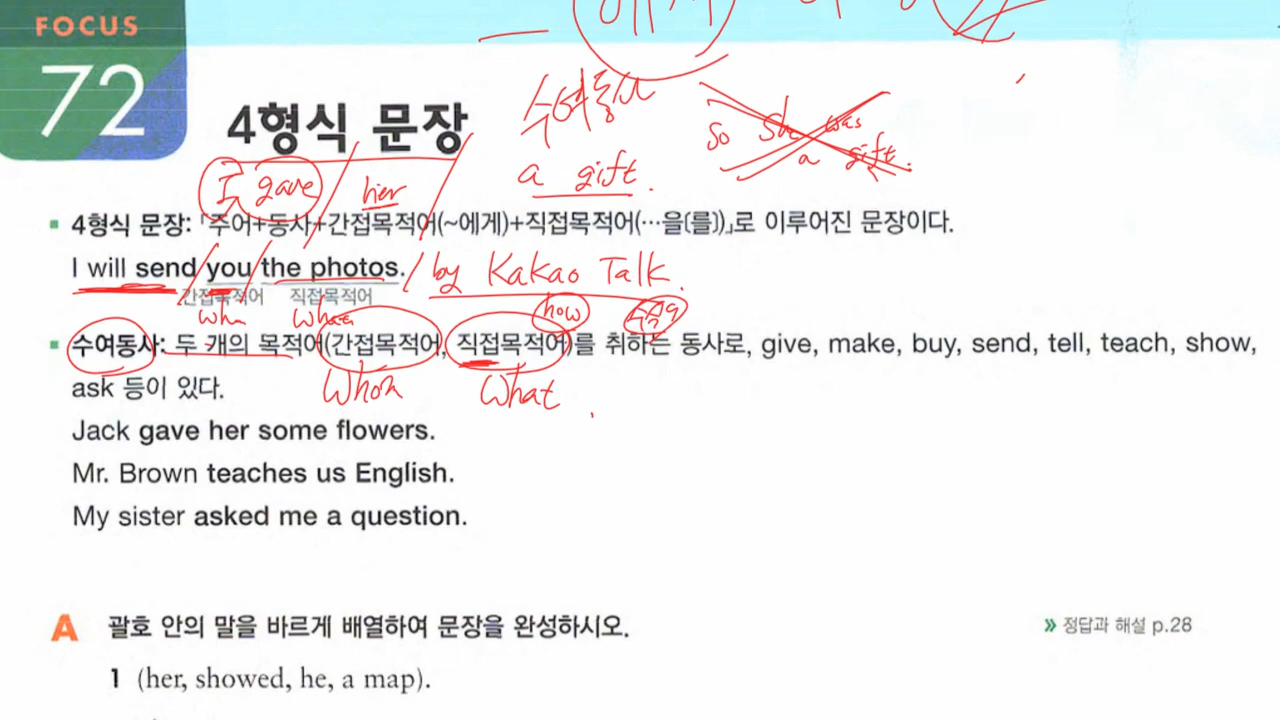 FOCUS
72
4형식 문장
수여동사
so she was
a gift.
I gave / her / a gift.
▪ 4형식 문장: 「주어+동사+간접목적어(~에게)+직접목적어(…을(를))」로 이루어진 문장이다.
I will send you the photos. / by Kakao Talk.
간접목적어 직접목적어
how
▪ 수여동사: 두 개의 목적어(간접목적어, 직접목적어)를 취하는 동사로, give, make, buy, send, tell, teach, show,
ask 등이 있다.
Whom What
Jack gave her some flowers.
Mr. Brown teaches us English.
My sister asked me a question.
A 괄호 안의 말을 바르게 배열하여 문장을 완성하시오.
» 정답과 해설 p.28
1 (her, showed, he, a map).